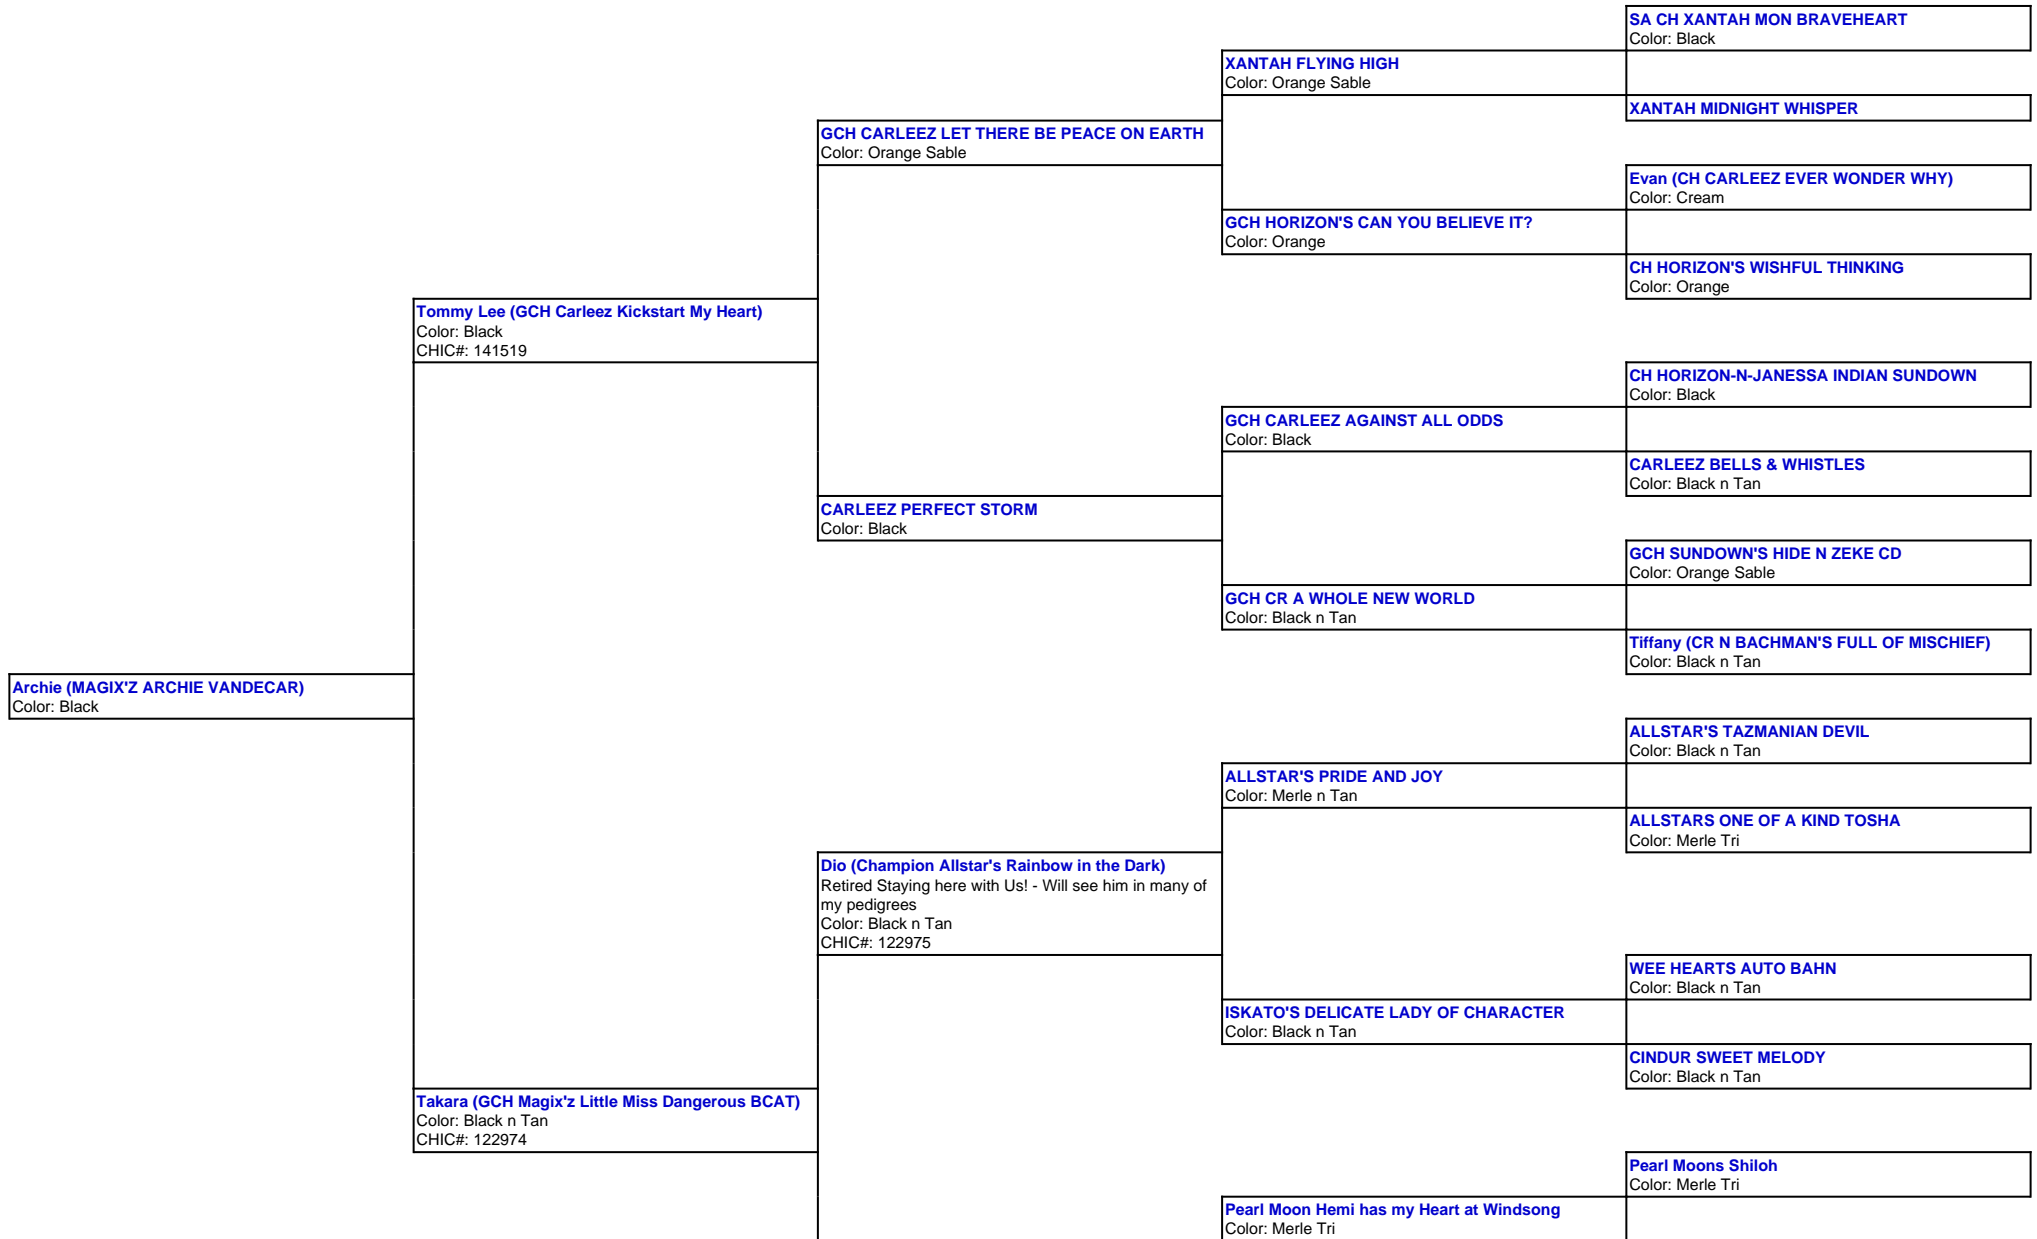 SA CH XANTAH MON BRAVEHEART
Color: Black
XANTAH FLYING HIGH
Color: Orange Sable
XANTAH MIDNIGHT WHISPER
GCH CARLEEZ LET THERE BE PEACE ON EARTH
Color: Orange Sable
Evan (CH CARLEEZ EVER WONDER WHY)
Color: Cream
GCH HORIZON'S CAN YOU BELIEVE IT?
Color: Orange
CH HORIZON'S WISHFUL THINKING
Color: Orange
Tommy Lee (GCH Carleez Kickstart My Heart)
Color: Black
CHIC#: 141519
CH HORIZON-N-JANESSA INDIAN SUNDOWN
Color: Black
GCH CARLEEZ AGAINST ALL ODDS
Color: Black
CARLEEZ BELLS & WHISTLES
Color: Black n Tan
CARLEEZ PERFECT STORM
Color: Black
GCH SUNDOWN'S HIDE N ZEKE CD
Color: Orange Sable
GCH CR A WHOLE NEW WORLD
Color: Black n Tan
Tiffany (CR N BACHMAN'S FULL OF MISCHIEF)
Color: Black n Tan
Archie (MAGIX'Z ARCHIE VANDECAR)
Color: Black
ALLSTAR'S TAZMANIAN DEVIL
Color: Black n Tan
ALLSTAR'S PRIDE AND JOY
Color: Merle n Tan
ALLSTARS ONE OF A KIND TOSHA
Color: Merle Tri
Dio (Champion Allstar's Rainbow in the Dark)
Retired Staying here with Us! - Will see him in many of
my pedigrees
Color: Black n Tan
CHIC#: 122975
WEE HEARTS AUTO BAHN
Color: Black n Tan
ISKATO'S DELICATE LADY OF CHARACTER
Color: Black n Tan
CINDUR SWEET MELODY
Color: Black n Tan
Takara (GCH Magix'z Little Miss Dangerous BCAT)
Color: Black n Tan
CHIC#: 122974
Pearl Moons Shiloh
Color: Merle Tri
Pearl Moon Hemi has my Heart at Windsong
Color: Merle Tri